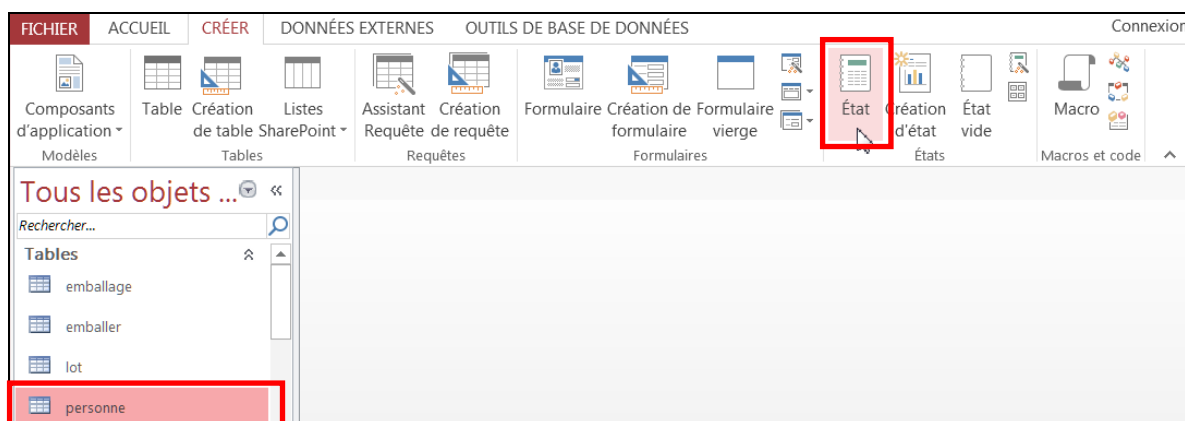 FICHIER ACCUEIL CRÉER DONNÉES EXTERNES OUTILS DE BASE DE DONNÉES Connexion
Composants d'application
Table
Création de table
Listes SharePoint
Assistant Requête
Création de requête
Formulaire
Création de formulaire
Formulaire vierge
État
Création d'état
État vide
Macro
Modèles Tables Requêtes Formulaires États Macros et code
Tous les objets ...
Rechercher...
Tables
emballage
emballer
lot
personne